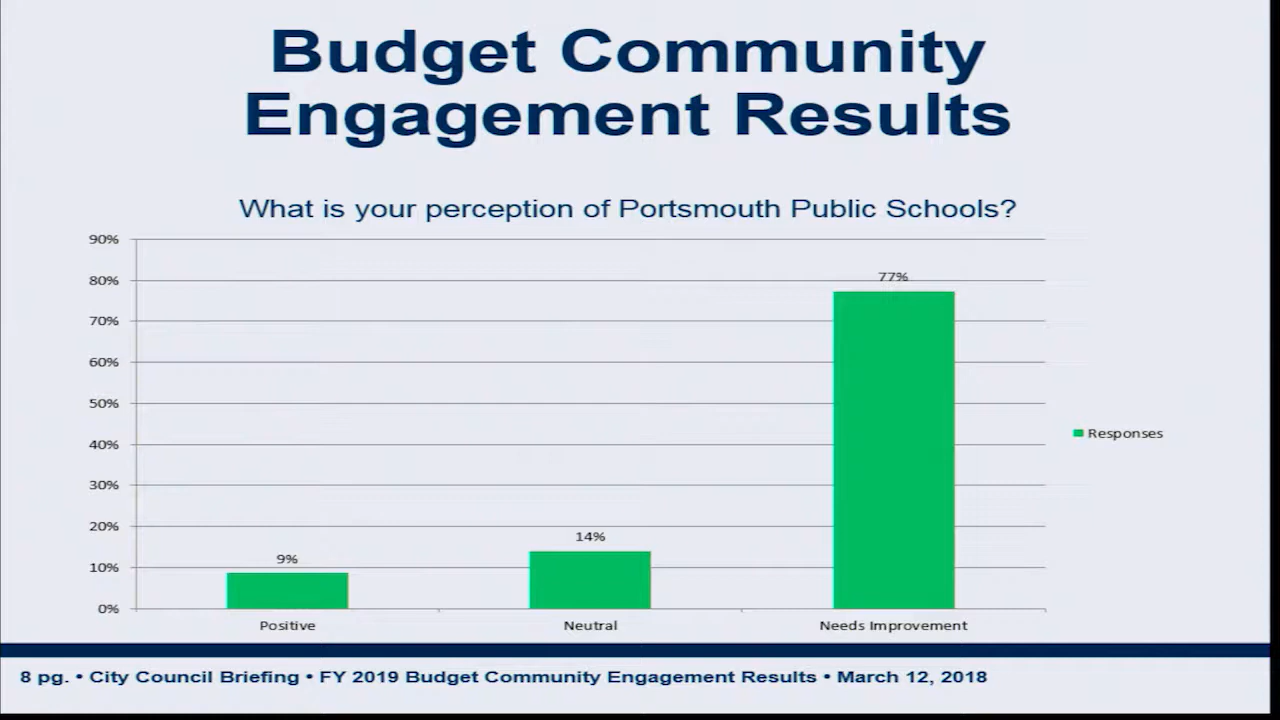 Budget Community
Engagement Results
What is your perception of Portsmouth Public Schools?
90%
80%
70%
60%
50%
40%
30%
20%
10%
0%
77%
14%
9%
Responses
Positive
Neutral
Needs Improvement
8 pg. • City Council Briefing • FY 2019 Budget Community Engagement Results • March 12, 2018